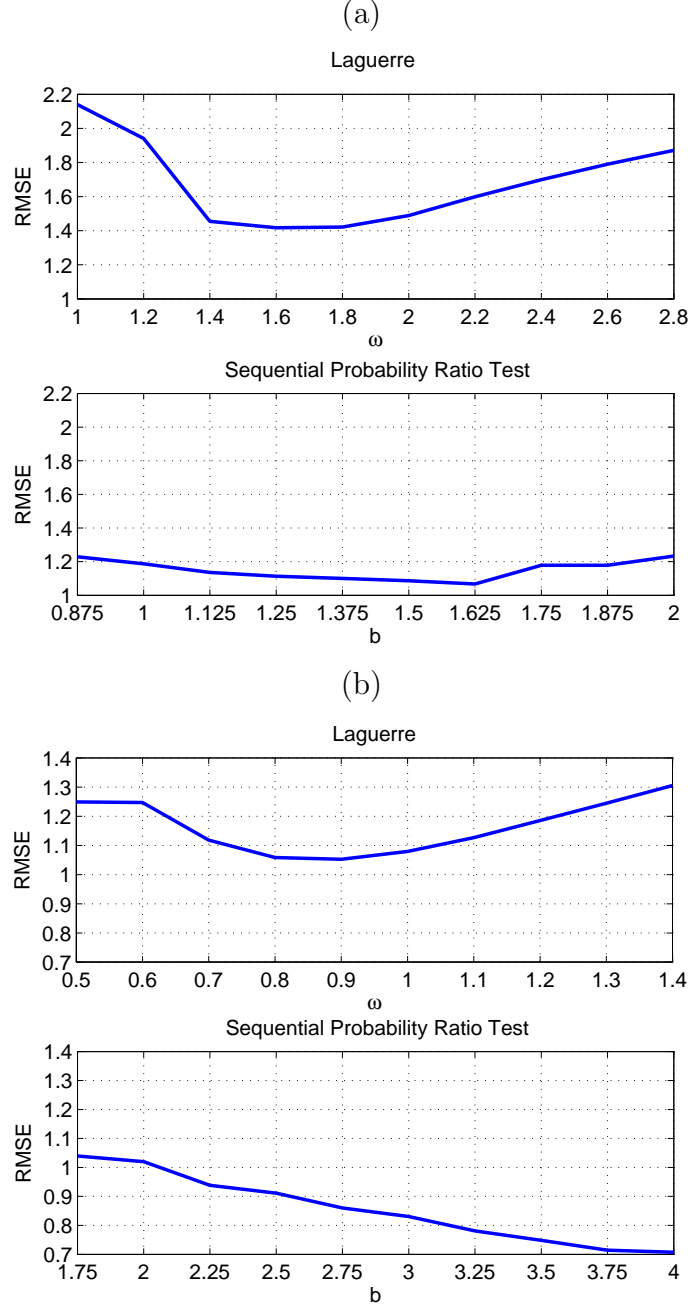 (a)
Laguerre
2.2
2
1.8
1.6
1.4
1.2
1
RMSE
1 1.2 1.4 1.6 1.8 2 2.2 2.4 2.6 2.8
ω
Sequential Probability Ratio Test
2.2
2
1.8
1.6
1.4
1.2
1
RMSE
0.875 1 1.125 1.25 1.375 1.5 1.625 1.75 1.875 2
b
(b)
Laguerre
1.4
1.3
1.2
1.1
1
0.9
0.8
0.7
RMSE
0.5 0.6 0.7 0.8 0.9 1 1.1 1.2 1.3 1.4
ω
Sequential Probability Ratio Test
1.4
1.3
1.2
1.1
1
0.9
0.8
0.7
RMSE
1.75 2 2.25 2.5 2.75 3 3.25 3.5 3.75 4
b